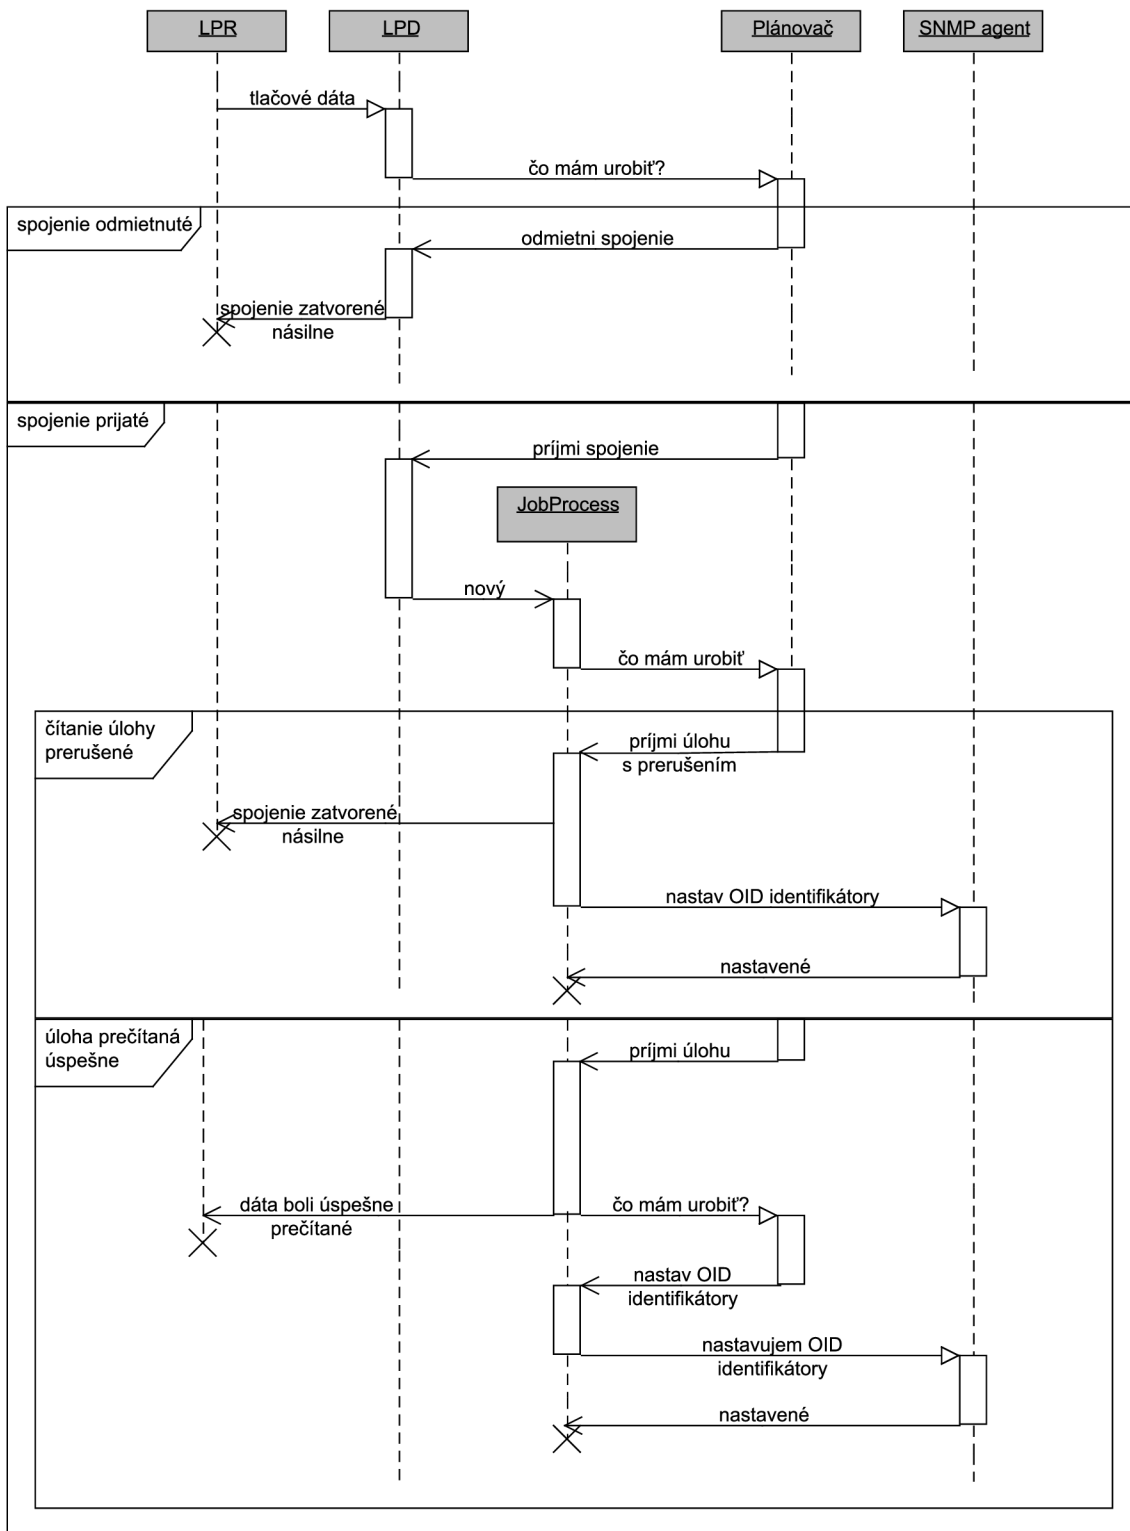 LPR
LPD
Plánovač
SNMP agent
tlačové dáta
čo mám urobiť?
spojenie odmietnuté
odmietni spojenie
spojenie zatvorené
násilne
spojenie prijaté
príjmi spojenie
JobProcess
nový
čo mám urobiť
čítanie úlohy
prerušené
príjmi úlohu
s prerušením
spojenie zatvorené
násilne
nastav OID identifikátory
nastavené
úloha prečítaná
úspešne
príjmi úlohu
dáta boli úspešne
prečítané
čo mám urobiť?
nastav OID
identifikátory
nastavujem OID
identifikátory
nastavené